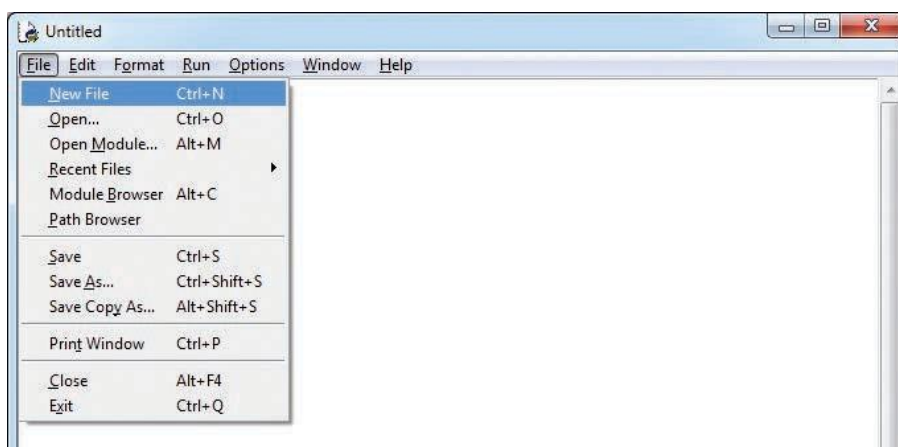 Untitled
File Edit Format Run Options Window Help
New File Ctrl+N
Open... Ctrl+O
Open Module... Alt+M
Recent Files
Module Browser Alt+C
Path Browser
Save Ctrl+S
Save As... Ctrl+Shift+S
Save Copy As... Alt+Shift+S
Print Window Ctrl+P
Close Alt+F4
Exit Ctrl+Q